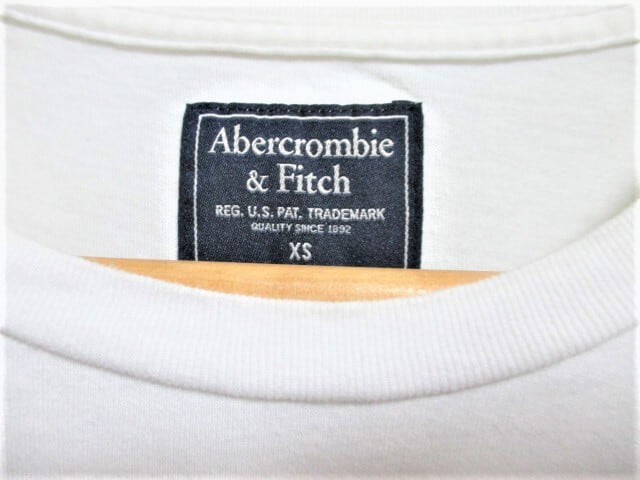 Abercrombie
& Fitch
REG. U.S. PAT. TRADEMARK
QUALITY SINCE 1892
XS